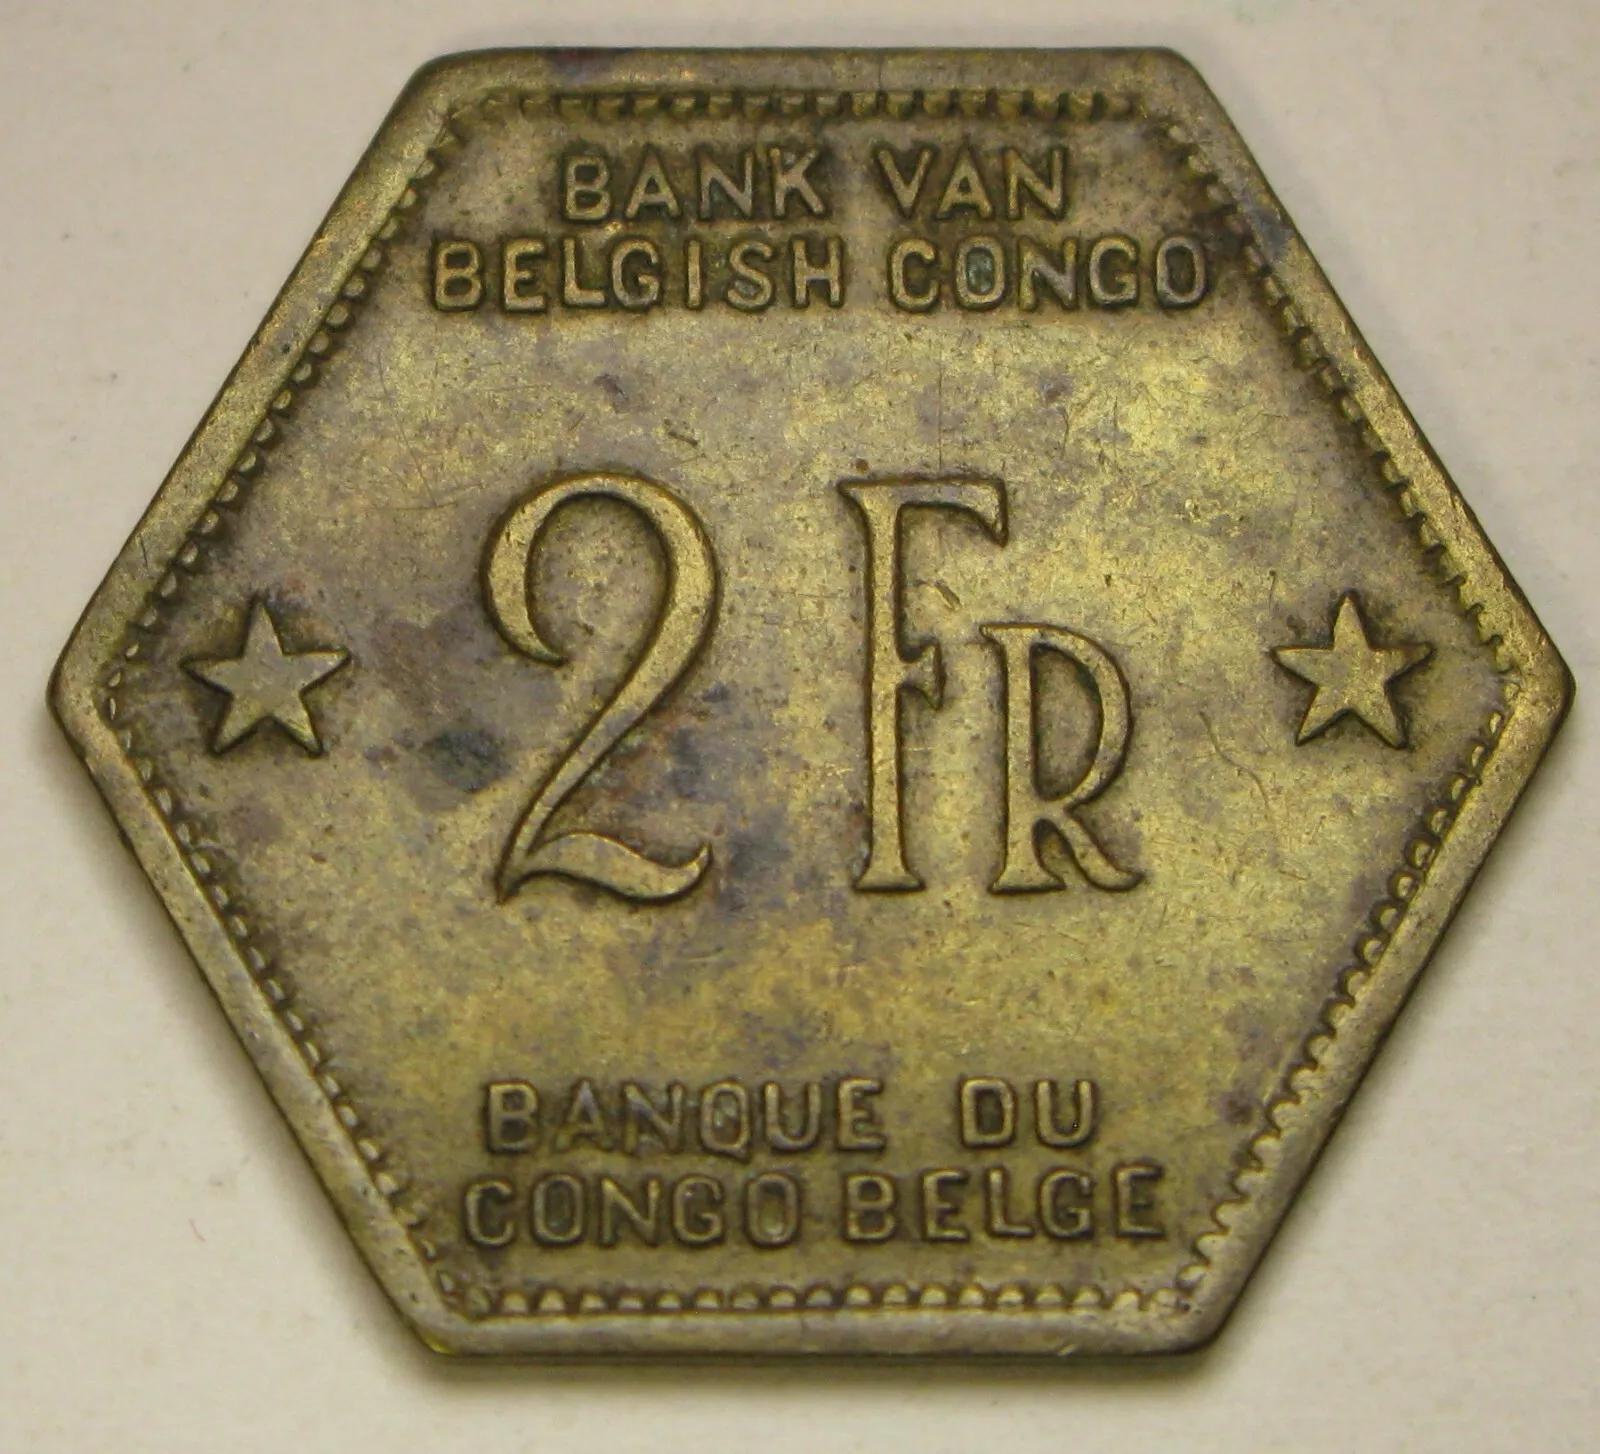 BANK VAN
BELGISH CONGO
2 FR
BANQUE DU
CONGO BELGE